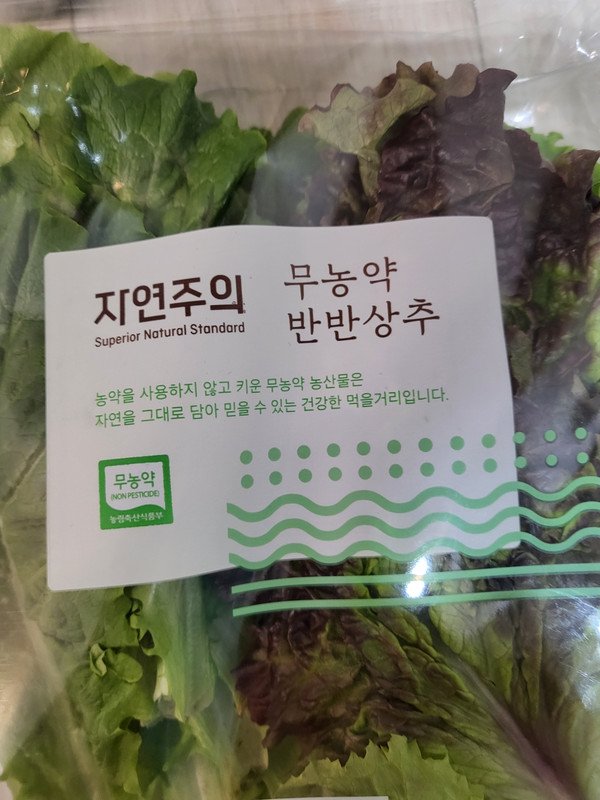 자연주의
Superior Natural Standard
무농약
반반상추
농약을 사용하지 않고 키운 무농약 농산물은
자연을 그대로 담아 믿을 수 있는 건강한 먹을거리입니다.
무농약
(NON PESTICIDE)
농림축산식품부